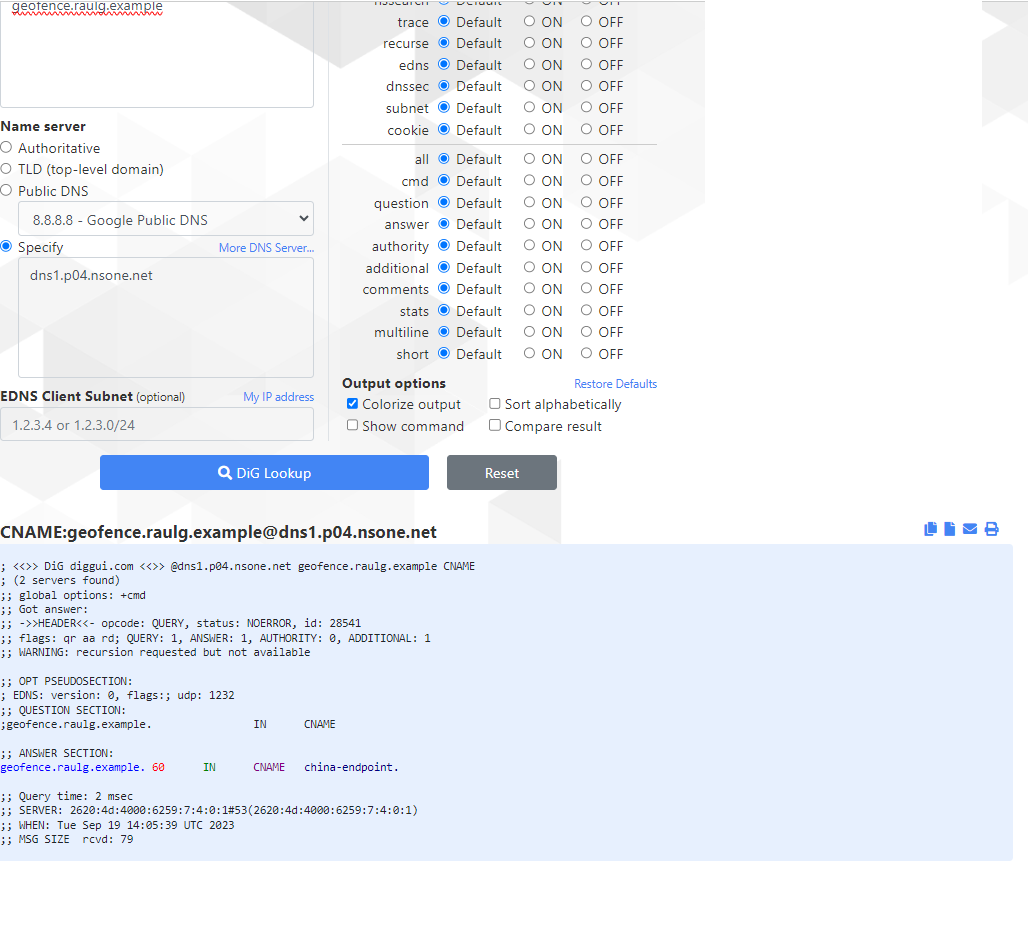 geofence.raulg.example
Name server
Authoritative
TLD (top-level domain)
Public DNS
8.8.8.8 - Google Public DNS
Specify More DNS Server...
dns1.p04.nsone.net
EDNS Client Subnet (optional) My IP address
1.2.3.4 or 1.2.3.0/24
trace Default ON OFF
recurse Default ON OFF
edns Default ON OFF
dnssec Default ON OFF
subnet Default ON OFF
cookie Default ON OFF
all Default ON OFF
cmd Default ON OFF
question Default ON OFF
answer Default ON OFF
authority Default ON OFF
additional Default ON OFF
comments Default ON OFF
stats Default ON OFF
multiline Default ON OFF
short Default ON OFF
Output options Restore Defaults
Colorize output Sort alphabetically
Show command Compare result
DiG Lookup Reset
CNAME:geofence.raulg.example@dns1.p04.nsone.net
; <<>> DiG diggui.com <<>> @dns1.p04.nsone.net geofence.raulg.example CNAME
; (2 servers found)
;; global options: +cmd
;; Got answer:
;; ->>HEADER<<- opcode: QUERY, status: NOERROR, id: 28541
;; flags: qr aa rd; QUERY: 1, ANSWER: 1, AUTHORITY: 0, ADDITIONAL: 1
;; WARNING: recursion requested but not available
;; OPT PSEUDOSECTION:
; EDNS: version: 0, flags:; udp: 1232
;; QUESTION SECTION:
;geofence.raulg.example. IN CNAME
;; ANSWER SECTION:
geofence.raulg.example. 60 IN CNAME china-endpoint.
;; Query time: 2 msec
;; SERVER: 2620:4d:4000:6259:7:4:0:1#53(2620:4d:4000:6259:7:4:0:1)
;; WHEN: Tue Sep 19 14:05:39 UTC 2023
;; MSG SIZE rcvd: 79